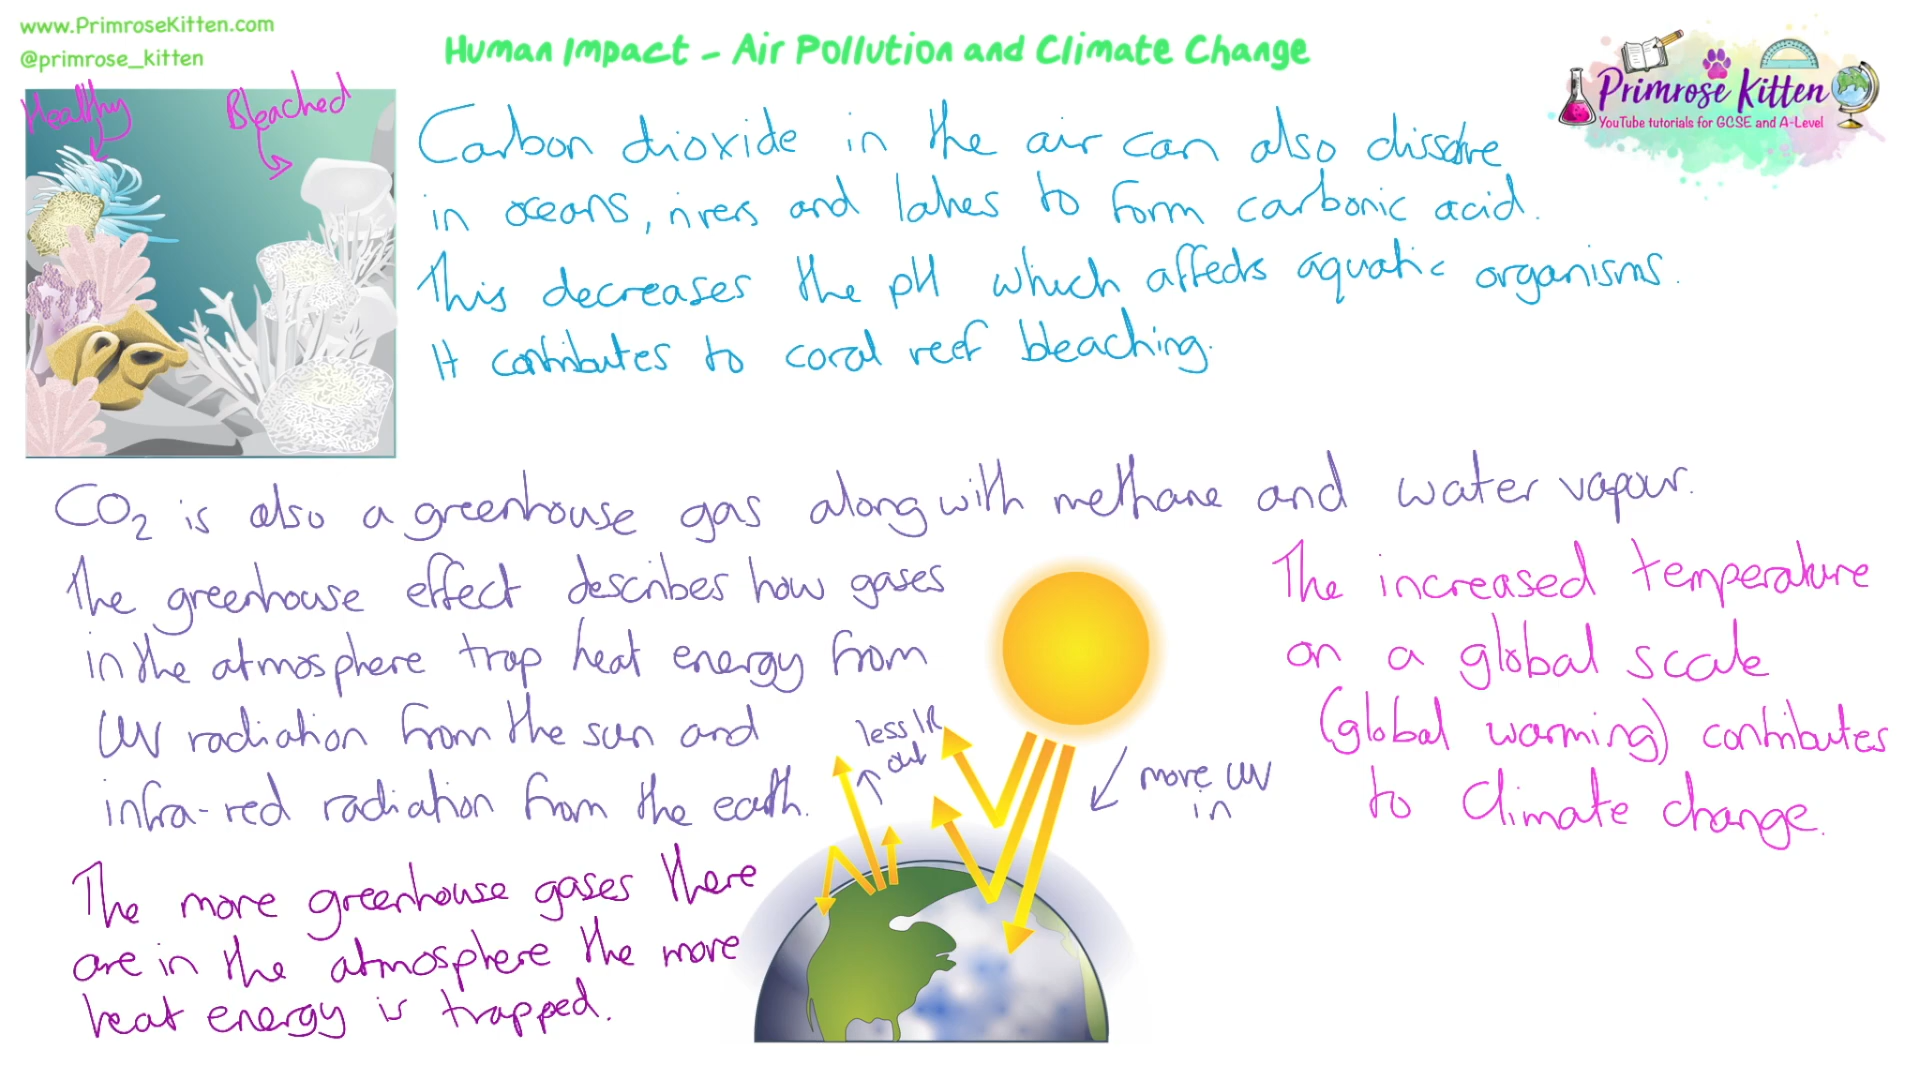 www.PrimroseKitten.com
@primrose_kitten
Human Impact - Air Pollution and Climate Change
Primrose Kitten
YouTube tutorials for GCSE and A-Level
Healthy
Bleached
Carbon dioxide in the air can also dissolve
in oceans, rivers and lakes to form carbonic acid.
This decreases the pH which affects aquatic organisms.
It contributes to coral reef bleaching.
CO₂ is also a greenhouse gas along with methane and water vapour.
The greenhouse effect describes how gases
in the atmosphere trap heat energy from
UV radiation from the sun and
infra-red radiation from the earth.
The more greenhouse gases there
are in the atmosphere the more
heat energy is trapped.
less IR
out
more UV
in
The increased temperature
on a global scale
(global warming) contributes
to climate change.